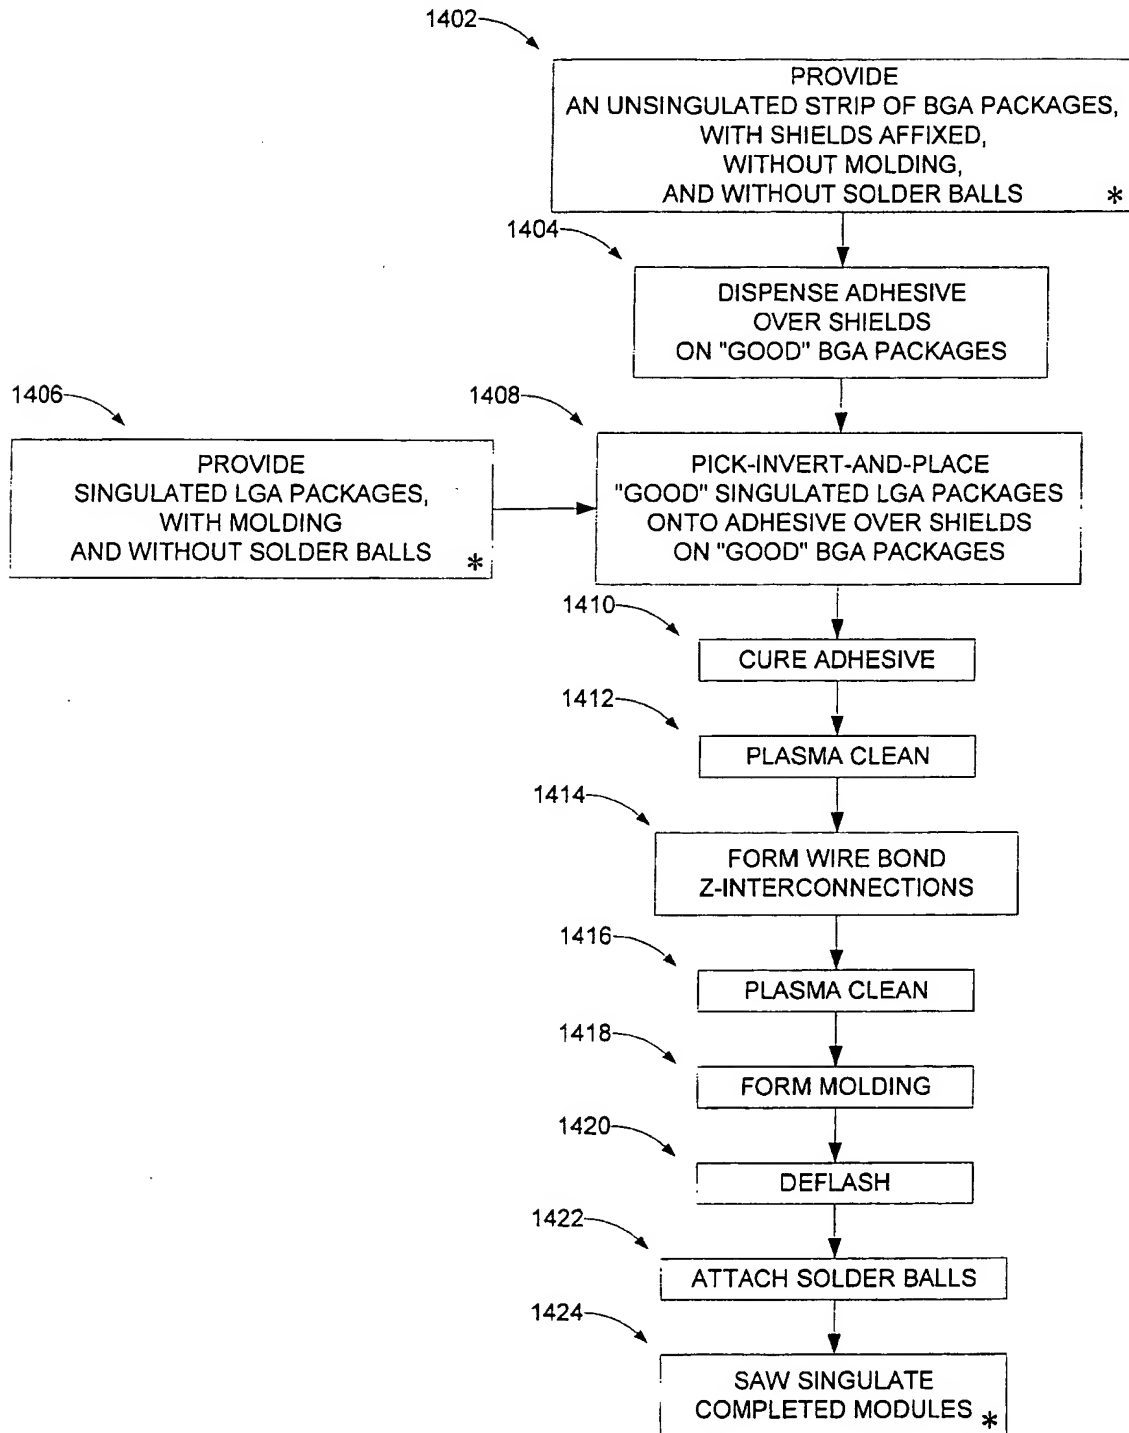 1402
PROVIDE
AN UNSINGULATED STRIP OF BGA PACKAGES,
WITH SHIELDS AFFIXED,
WITHOUT MOLDING,
AND WITHOUT SOLDER BALLS *
1404
DISPENSE ADHESIVE
OVER SHIELDS
ON "GOOD" BGA PACKAGES
1406
PROVIDE
SINGULATED LGA PACKAGES,
WITH MOLDING
AND WITHOUT SOLDER BALLS *
1408
PICK-INVERT-AND-PLACE
"GOOD" SINGULATED LGA PACKAGES
ONTO ADHESIVE OVER SHIELDS
ON "GOOD" BGA PACKAGES
1410
CURE ADHESIVE
1412
PLASMA CLEAN
1414
FORM WIRE BOND
Z-INTERCONNECTIONS
1416
PLASMA CLEAN
1418
FORM MOLDING
1420
DEFLASH
1422
ATTACH SOLDER BALLS
1424
SAW SINGULATE
COMPLETED MODULES *